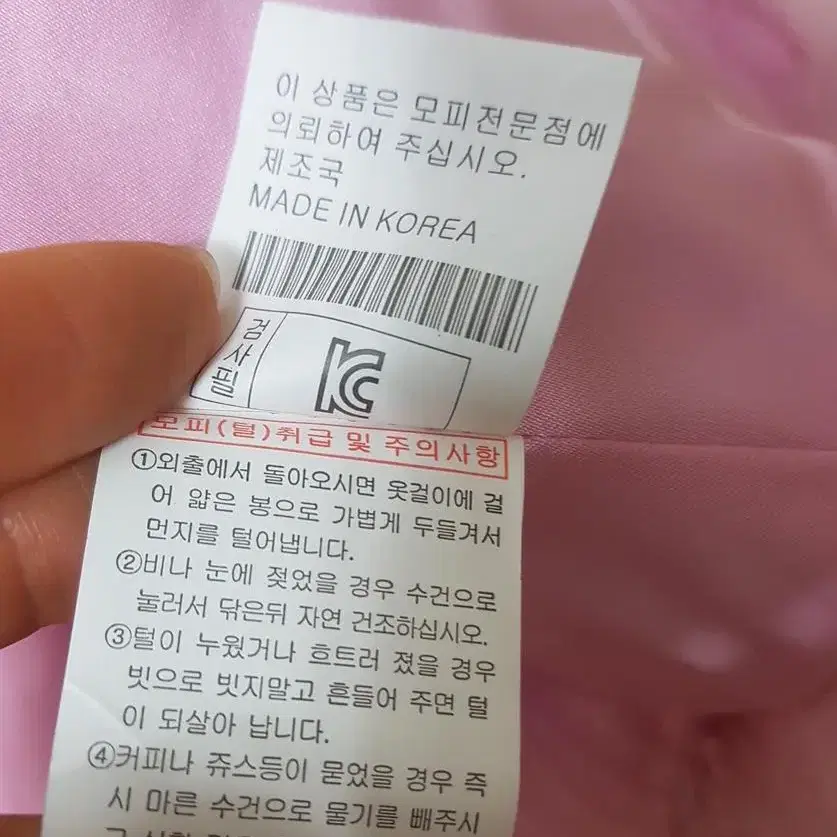 이 상품은 모피전문점에
의뢰하여 주십시오.
제조국
MADE IN KOREA
검사필
KC
모피(털)취급 및 주의사항
①외출에서 돌아오시면 옷걸이에 걸
어 얇은 봉으로 가볍게 두들겨서
먼지를 털어냅니다.
②비나 눈에 젖었을 경우 수건으로
눌러서 닦은뒤 자연 건조하십시오.
③털이 누웠거나 흐트러 졌을 경우
빗으로 빗지말고 흔들어 주면 털
이 되살아 납니다.
④커피나 쥬스등이 묻었을 경우 즉
시 마른 수건으로 물기를 빼주시